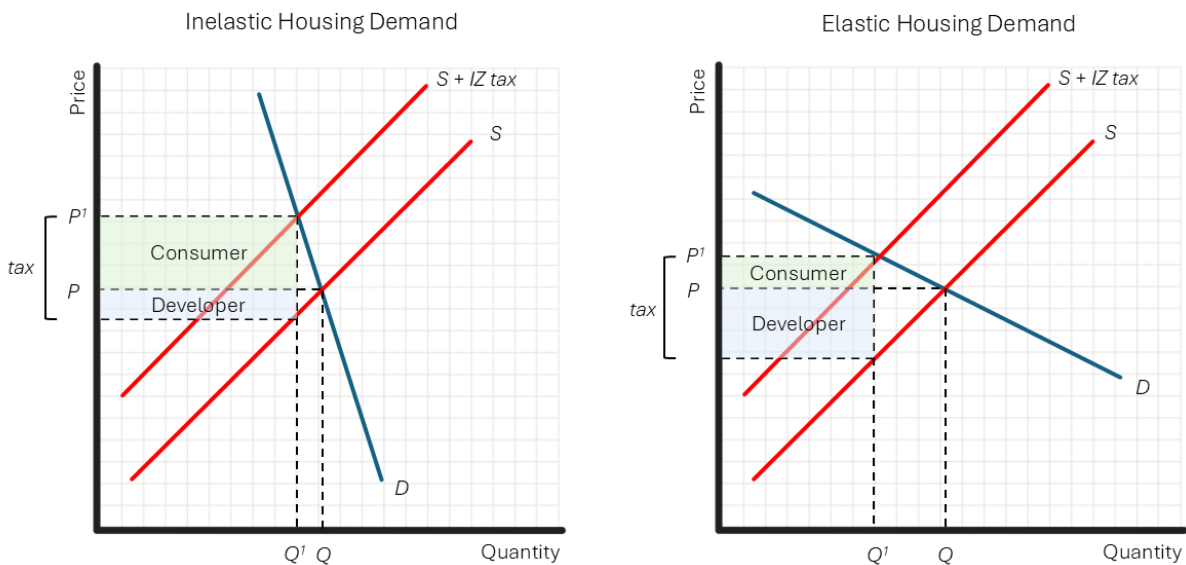 Inelastic Housing Demand
Price
S + IZ tax
S
P¹
Consumer
tax
P
Developer
D
Q¹ Q
Quantity
Elastic Housing Demand
Price
S + IZ tax
S
P¹
Consumer
P
tax
Developer
D
Q¹
Q
Quantity